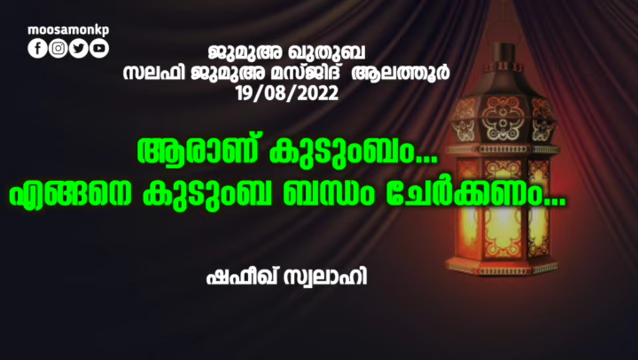 moosamonkp
ജുമുഅ ഖുതുബ
സലഫി ജുമുഅ മസ്ജിദ് ആലത്തൂർ
19/08/2022
ആരാണ് കുടുംബം...
എങ്ങനെ കുടുംബ ബന്ധം ചേർക്കണം...
ഷഫീഖ് സ്വലാഹി